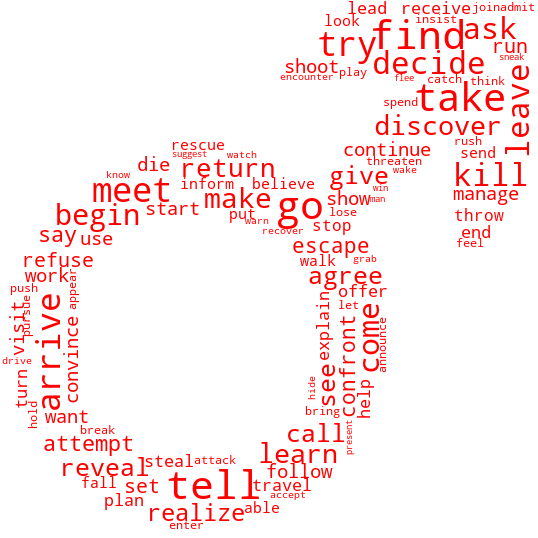 lead
receive
join
admit
look
insist
try
find
ask
run
shoot
decide
sneak
encounter
play
flee
catch
think
take
leave
spend
discover
rush
send
continue
threaten
wake
give
kill
win
manage
man
show
lose
throw
stop
end
feel
rescue
suggest
watch
die
return
know
inform
believe
meet
make
go
begin
start
put
warn
recover
say
use
escape
refuse
walk
grab
work
agree
push
appear
offer
let
pursue
visit
arrive
convince
explain
confront
come
announce
see
drive
turn
hide
help
hold
want
bring
break
present
attempt
call
reveal
steal
attack
learn
follow
fall
set
tell
travel
plan
accept
realize
able
enter